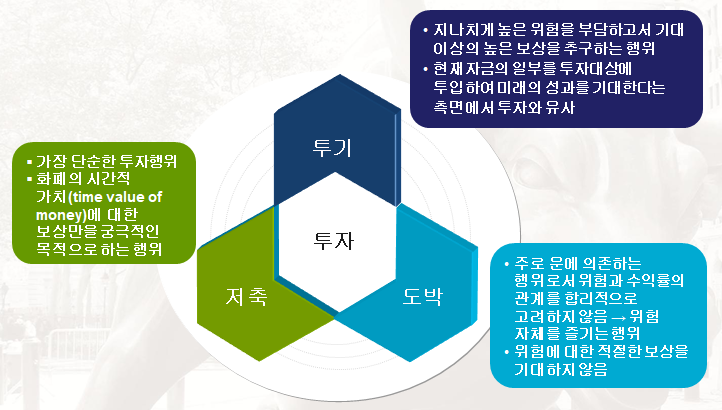 • 지나치게 높은 위험을 부담하고서 기대
이상의 높은 보상을 추구하는 행위
• 현재 자금의 일부를 투자대상에
투입하여 미래의 성과를 기대한다는
측면에서 투자와 유사
투기
▪ 가장 단순한 투자행위
▪ 화폐의 시간적
가치(time value of
money)에 대한
보상만을 궁극적인
목적으로 하는 행위
투자
저축
도박
• 주로 운에 의존하는
행위로서 위험과 수익률의
관계를 합리적으로
고려하지 않음 → 위험
자체를 즐기는 행위
• 위험에 대한 적절한 보상을
기대하지 않음